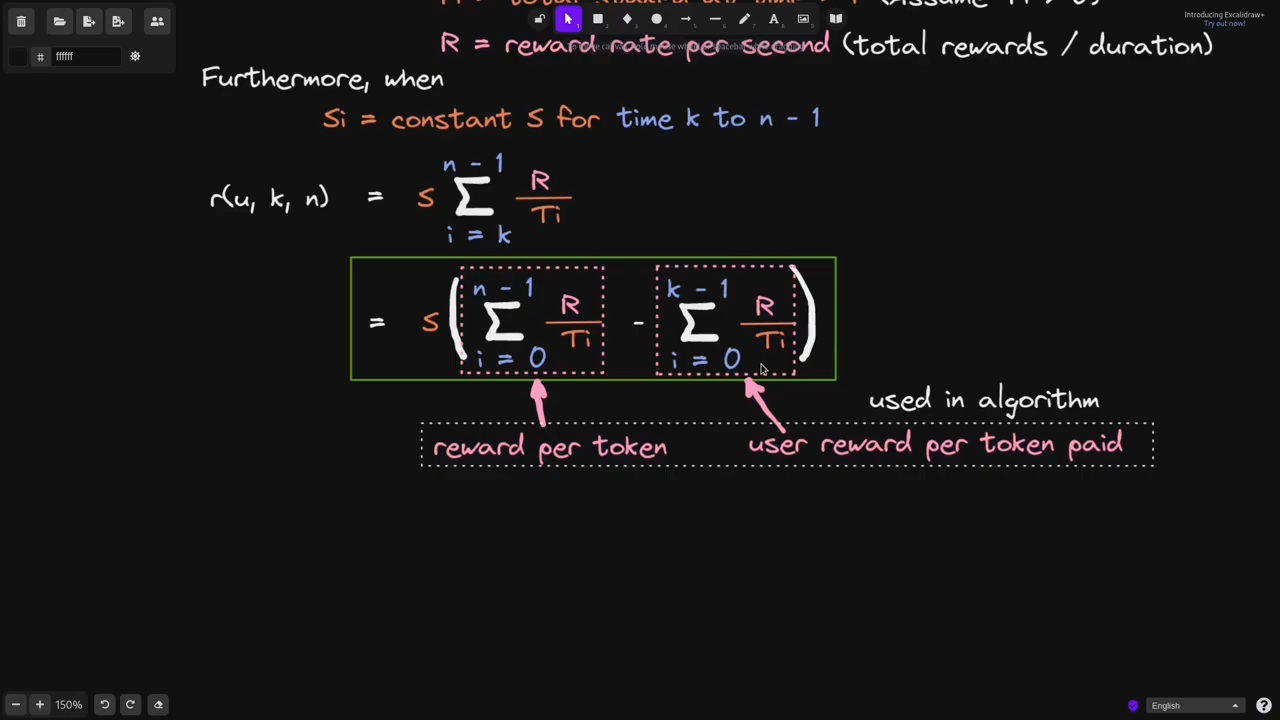 Introducing Excalidraw+
Try out now!
# ffffff
R = reward rate per second (total rewards / duration)
Furthermore, when
Si = constant S for time k to n - 1
n - 1
r(u, k, n) = S Σ R
Ti
i = k
n - 1 k - 1
= S ( Σ R - Σ R )
Ti Ti
i = 0 i = 0
used in algorithm
reward per token user reward per token paid
150%
English